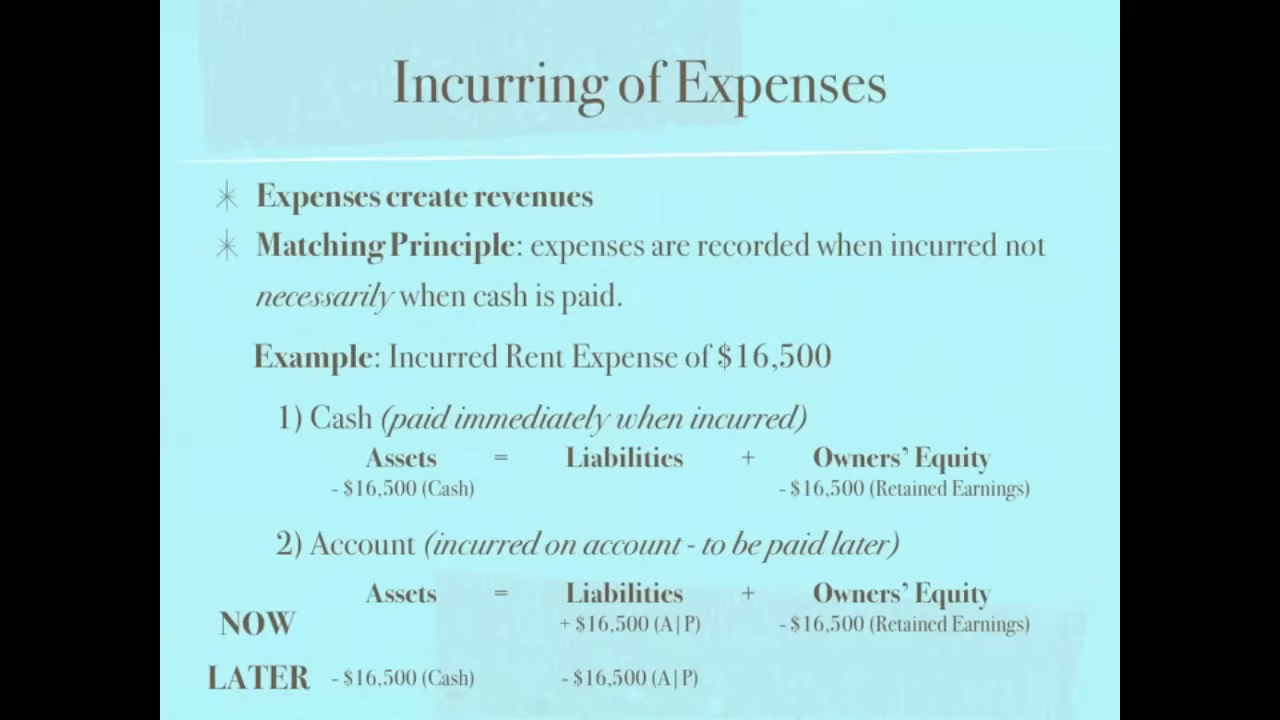 Incurring of Expenses
Expenses create revenues
Matching Principle: expenses are recorded when incurred not
necessarily when cash is paid.
Example: Incurred Rent Expense of $16,500
1) Cash (paid immediately when incurred)
Assets = Liabilities + Owners' Equity
- $16,500 (Cash) - $16,500 (Retained Earnings)
2) Account (incurred on account - to be paid later)
Assets = Liabilities + Owners' Equity
NOW + $16,500 (A|P) - $16,500 (Retained Earnings)
LATER - $16,500 (Cash) - $16,500 (A|P)